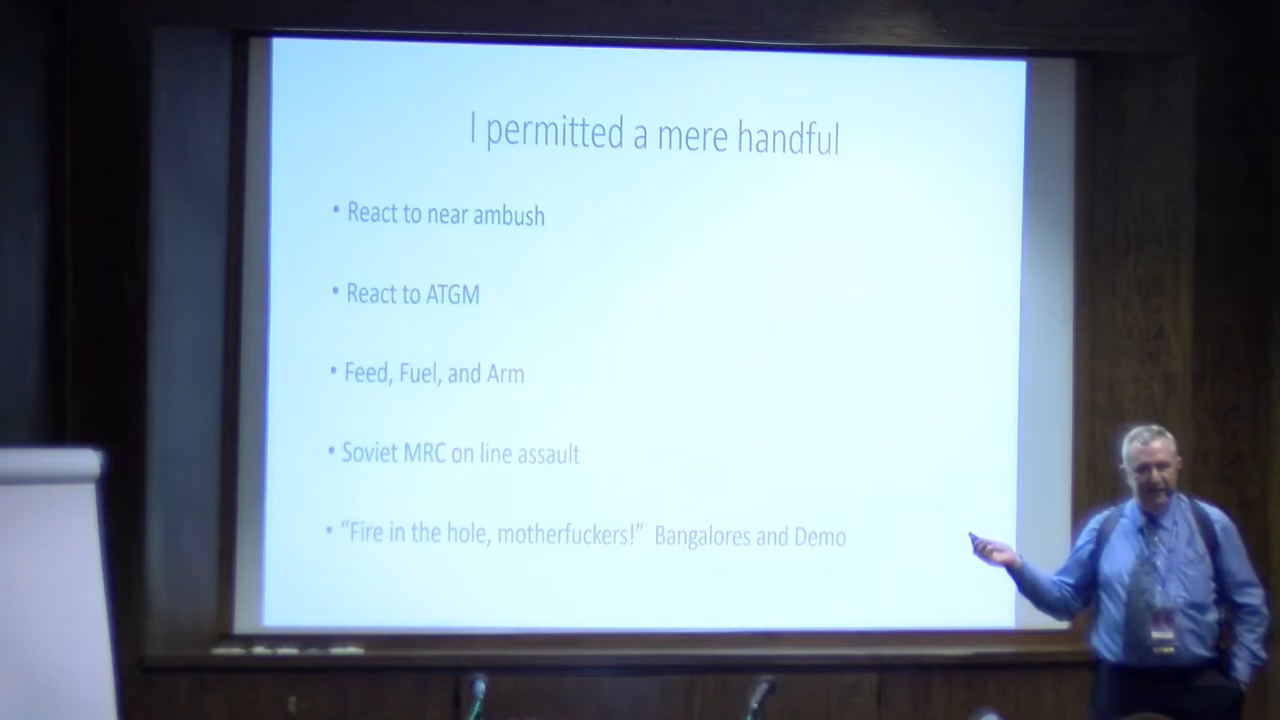 I permitted a mere handful
• React to near ambush
• React to ATGM
• Feed, Fuel, and Arm
• Soviet MRC on line assault
• “Fire in the hole, motherfuckers!”  Bangalores and Demo